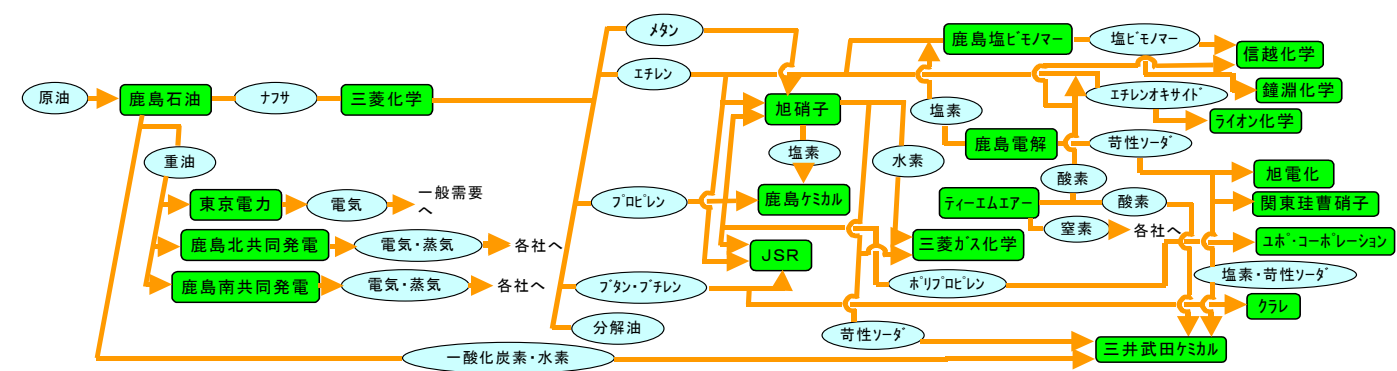 メタン
鹿島塩ビモノマー
塩ビモノマー
信越化学
エチレン
原油
鹿島石油
ナフサ
三菱化学
旭硝子
エチレンオキサイド
鐘淵化学
塩素
ライオン化学
鹿島電解
苛性ソーダ
重油
塩素
水素
旭電化
酸素
東京電力
電気
一般需要
へ
プロピレン
鹿島ケミカル
ティーエムエアー
酸素
関東珪曹硝子
窒素
各社へ
鹿島北共同発電
電気・蒸気
各社へ
三菱ガス化学
ユポ・コーポレーション
JSR
鹿島南共同発電
電気・蒸気
各社へ
ブタン・ブチレン
ポリプロピレン
塩素・苛性ソーダ
クラレ
分解油
苛性ソーダ
一酸化炭素・水素
三井武田ケミカル